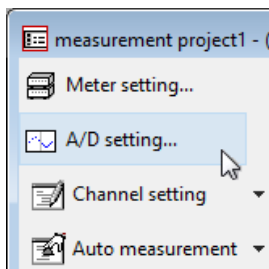 measurement project1 - (
Meter setting...
A/D setting...
Channel setting
Auto measurement